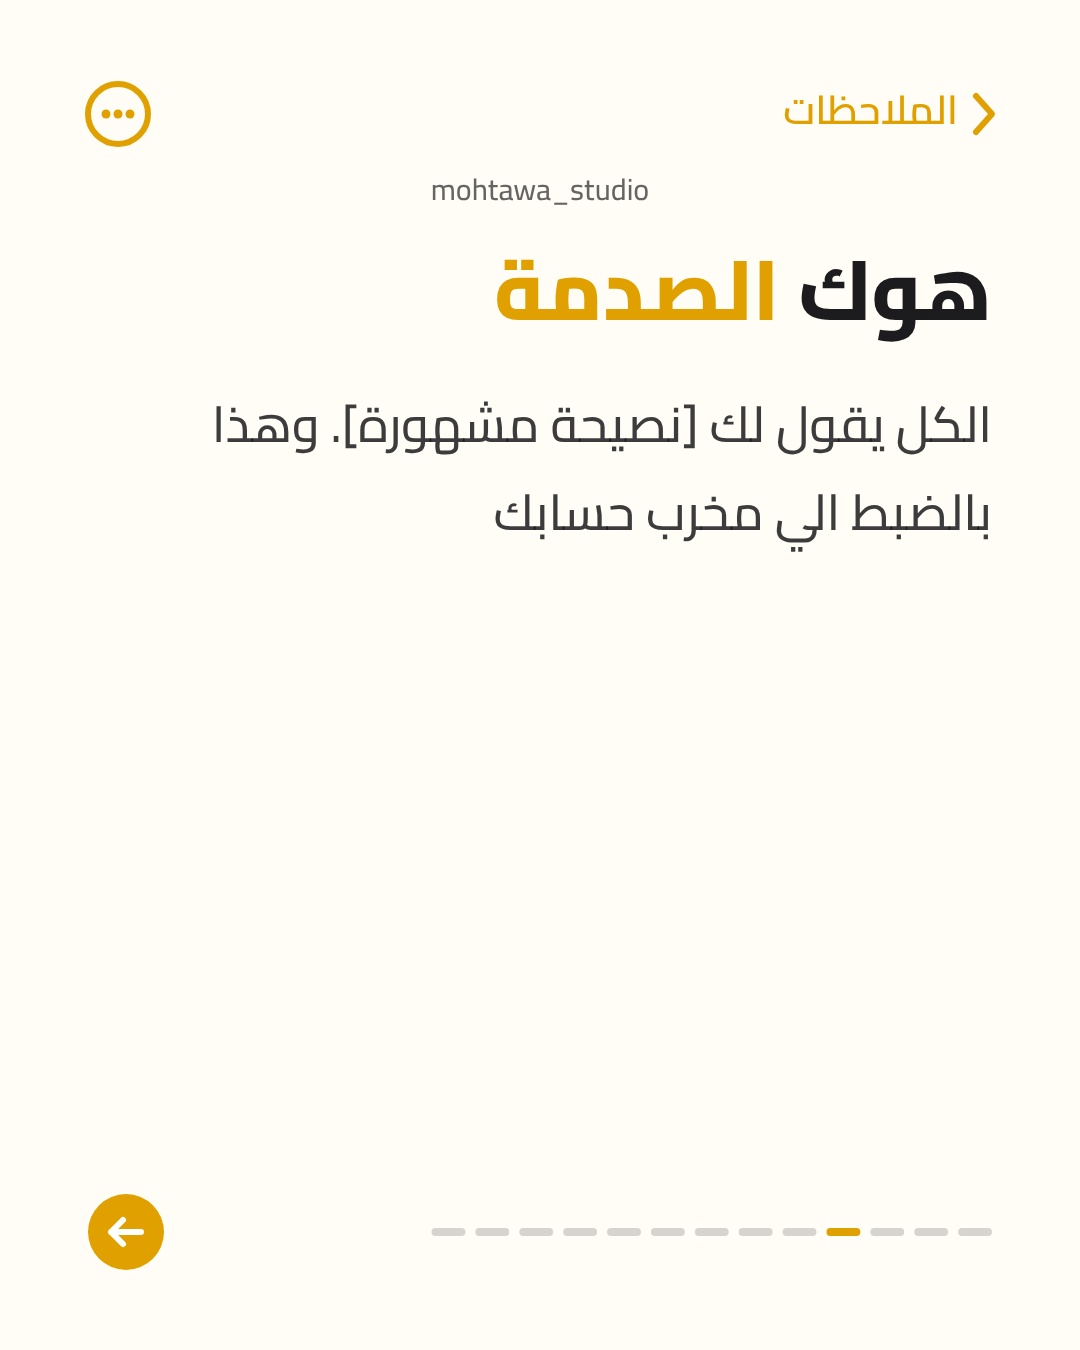 الملاحظات
mohtawa_studio
هوك الصدمة
الكل يقول لك [نصيحة مشهورة]. وهذا
بالضبط الي مخرب حسابك